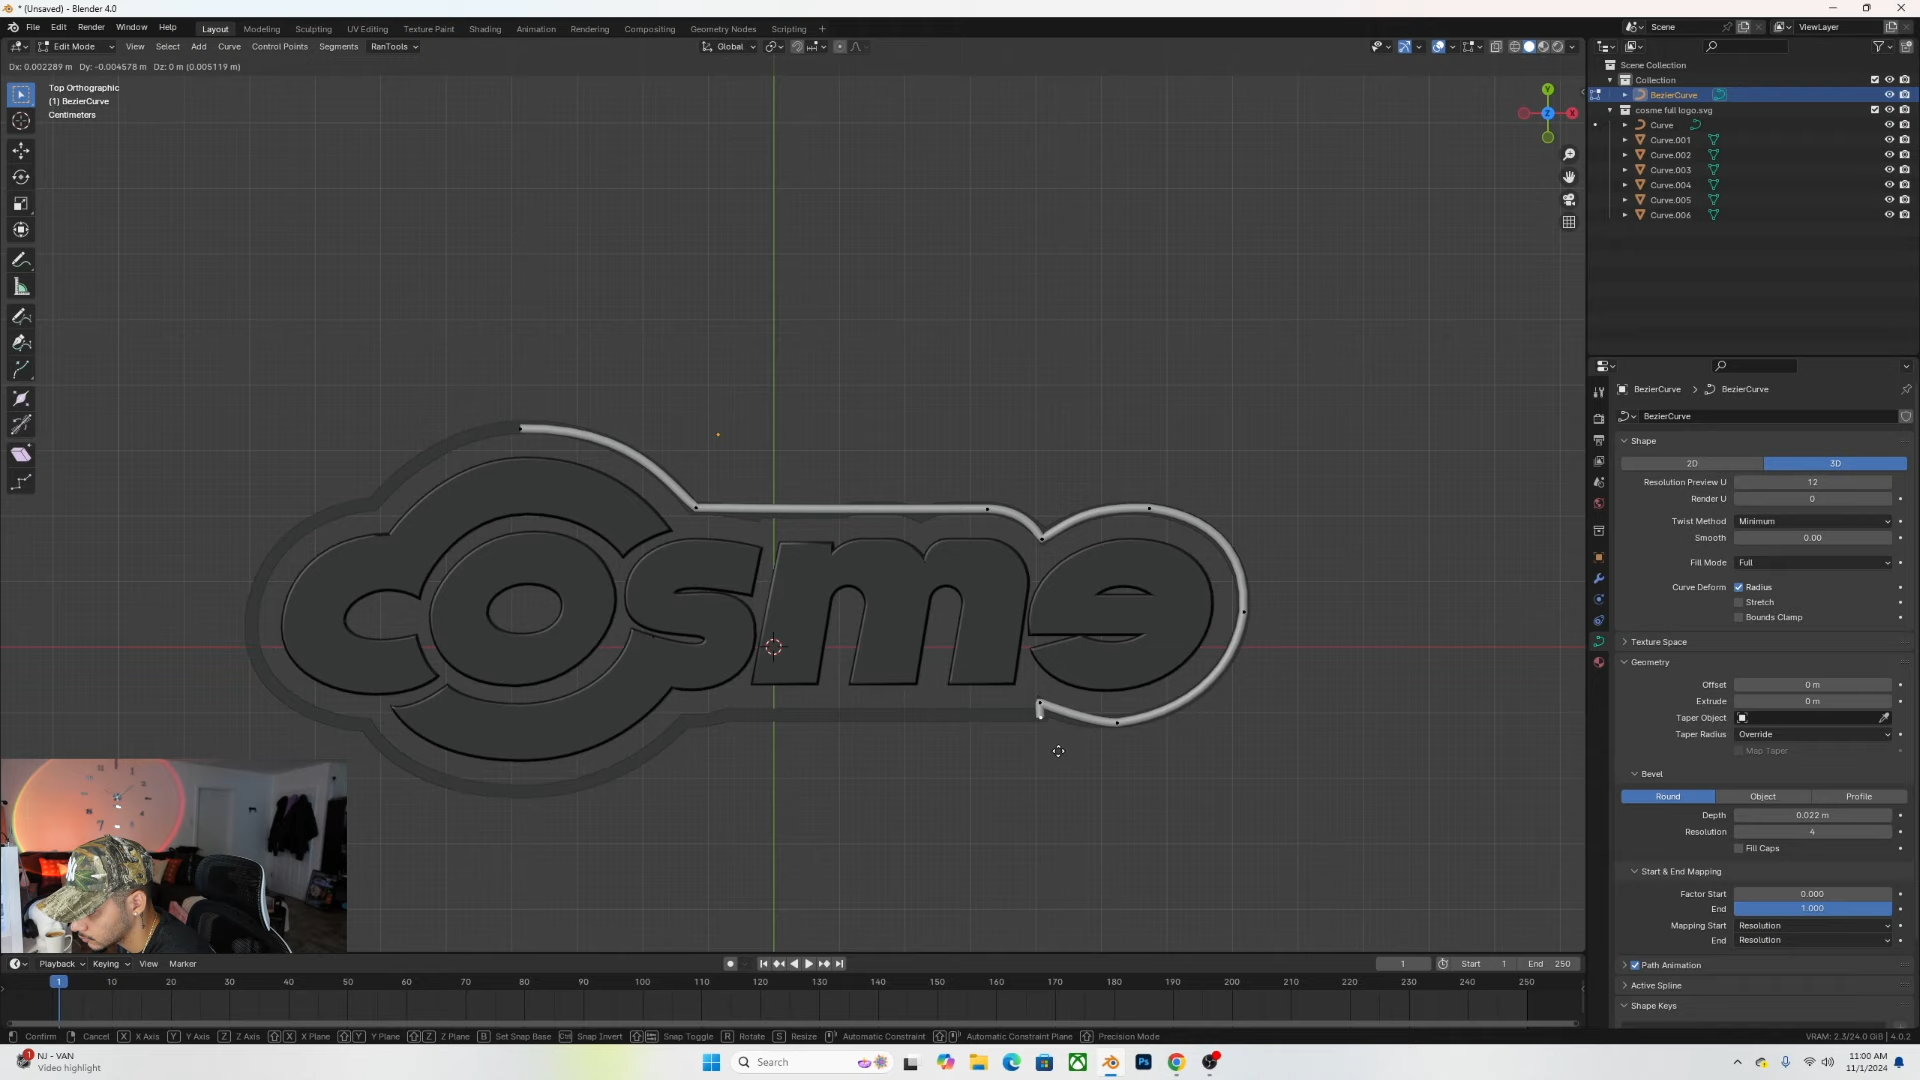 * (Unsaved) - Blender 4.0
File Edit Render Window Help Layout Modeling Sculpting UV Editing Texture Paint Shading Animation Rendering Compositing Geometry Nodes Scripting + Scene ViewLayer
Edit Mode View Select Add Curve Control Points Segments RanTools Global
Dx: 0.002289 m Dy: -0.004578 m Dz: 0 m (0.005119 m)
Top Orthographic
(1) BezierCurve
Centimeters
Y
Z
X
cosme
Scene Collection
Collection
BezierCurve
cosme full logo.svg
Curve
Curve.001
Curve.002
Curve.003
Curve.004
Curve.005
Curve.006
BezierCurve > BezierCurve
BezierCurve
Shape
2D 3D
Resolution Preview U 12
Render U 0
Twist Method Minimum
Smooth 0.00
Fill Mode Full
Curve Deform Radius
Stretch
Bounds Clamp
Texture Space
Geometry
Offset 0 m
Extrude 0 m
Taper Object
Taper Radius Override
Map Taper
Bevel
Round Object Profile
Depth 0.022 m
Resolution 4
Fill Caps
Start & End Mapping
Factor Start 0.000
End 1.000
Mapping Start Resolution
End Resolution
Path Animation
Active Spline
Shape Keys
Playback Keying View Marker 1 Start 1 End 250
1 10 20 30 40 50 60 70 80 90 100 110 120 130 140 150 160 170 180 190 200 210 220 230 240 250
Confirm Cancel X X Axis Y Y Axis Z Z Axis X X Plane Y Y Plane Z Z Plane B Set Snap Base Ctrl Snap Invert Snap Toggle R Rotate S Resize Automatic Constraint Automatic Constraint Plane Precision Mode VRAM: 2.3/24.0 GiB | 4.0.2
1 NJ - VAN
Video highlight
Search
Ps
11:00 AM
11/1/2024